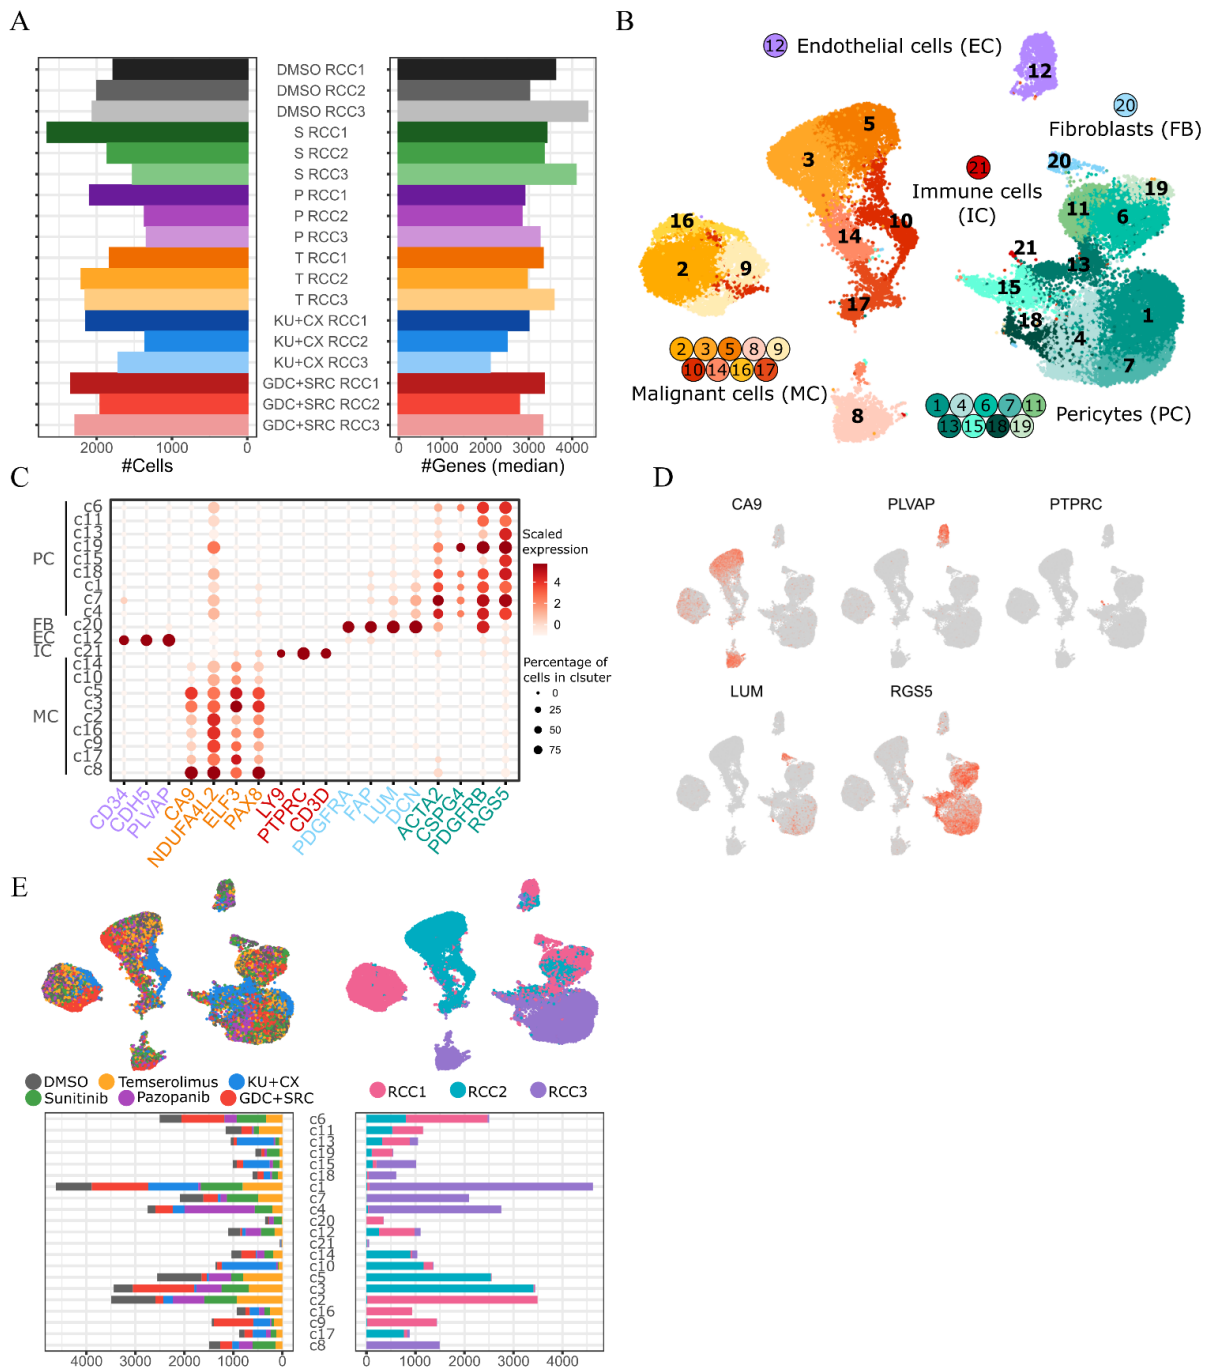 A
DMSO RCC1
DMSO RCC2
DMSO RCC3
S RCC1
S RCC2
S RCC3
P RCC1
P RCC2
P RCC3
T RCC1
T RCC2
T RCC3
KU+CX RCC1
KU+CX RCC2
KU+CX RCC3
GDC+SRC RCC1
GDC+SRC RCC2
GDC+SRC RCC3
2000 1000 0
#Cells
0 1000 2000 3000 4000
#Genes (median)
B
12 Endothelial cells (EC)
12
20
Fibroblasts (FB)
21
Immune cells
(IC)
5
3
10
14
17
16
2
9
8
20
19
11
6
21
13
15
18
4
1
7
2 3 5 8 9
10 14 16 17
Malignant cells (MC)
1 4 6 7 11
13 15 18 19
Pericytes (PC)
C
PC
FB
EC
IC
MC
c6
c11
c13
c19
c15
c18
c1
c7
c4
c20
c12
c21
c14
c10
c5
c3
c2
c16
c9
c17
c8
CD34
CDH5
PLVAP
CA9
NDUFA4L2
ELF3
PAX8
LY9
PTPRC
CD3D
PDGFRA
FAP
LUM
DCN
ACTA2
CSPG4
PDGFRB
RGS5
Scaled
expression
4
2
0
Percentage of
cells in clsuter
0
25
50
75
D
CA9 PLVAP PTPRC
LUM RGS5
E
DMSO Temserolimus KU+CX
Sunitinib Pazopanib GDC+SRC
RCC1 RCC2 RCC3
c6
c11
c13
c19
c15
c18
c1
c7
c4
c20
c12
c21
c14
c10
c5
c3
c2
c16
c9
c17
c8
4000 3000 2000 1000 0
0 1000 2000 3000 4000